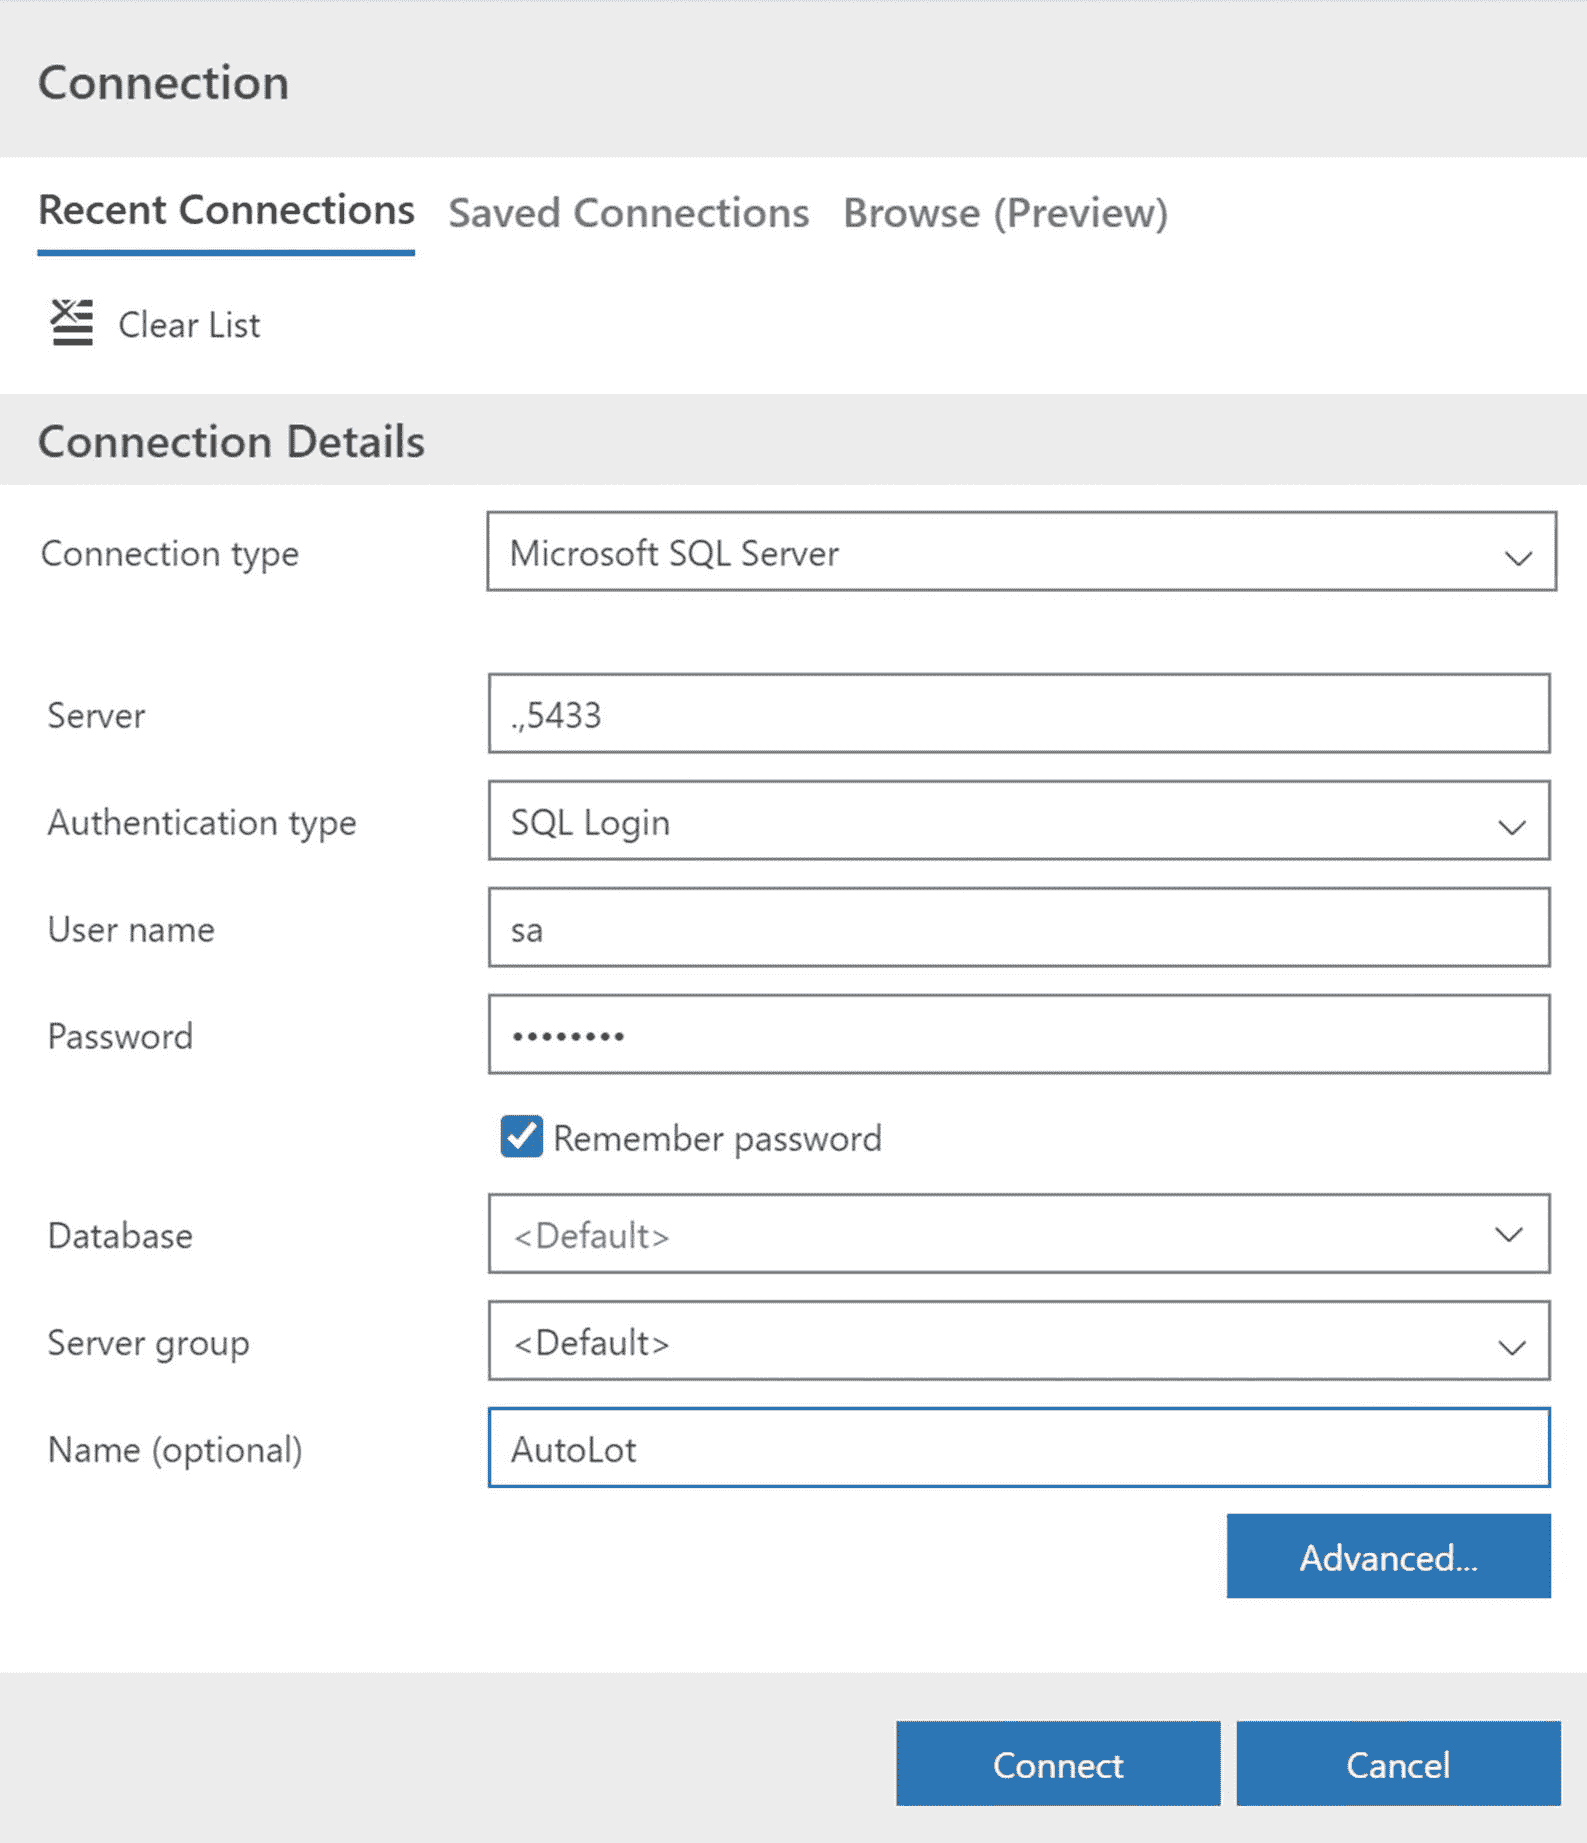 Connection
Recent Connections Saved Connections Browse (Preview)
Clear List
Connection Details
Connection type Microsoft SQL Server
Server .,5433
Authentication type SQL Login
User name sa
Password ••••••••
Remember password
Database <Default>
Server group <Default>
Name (optional) AutoLot
Advanced...
Connect Cancel